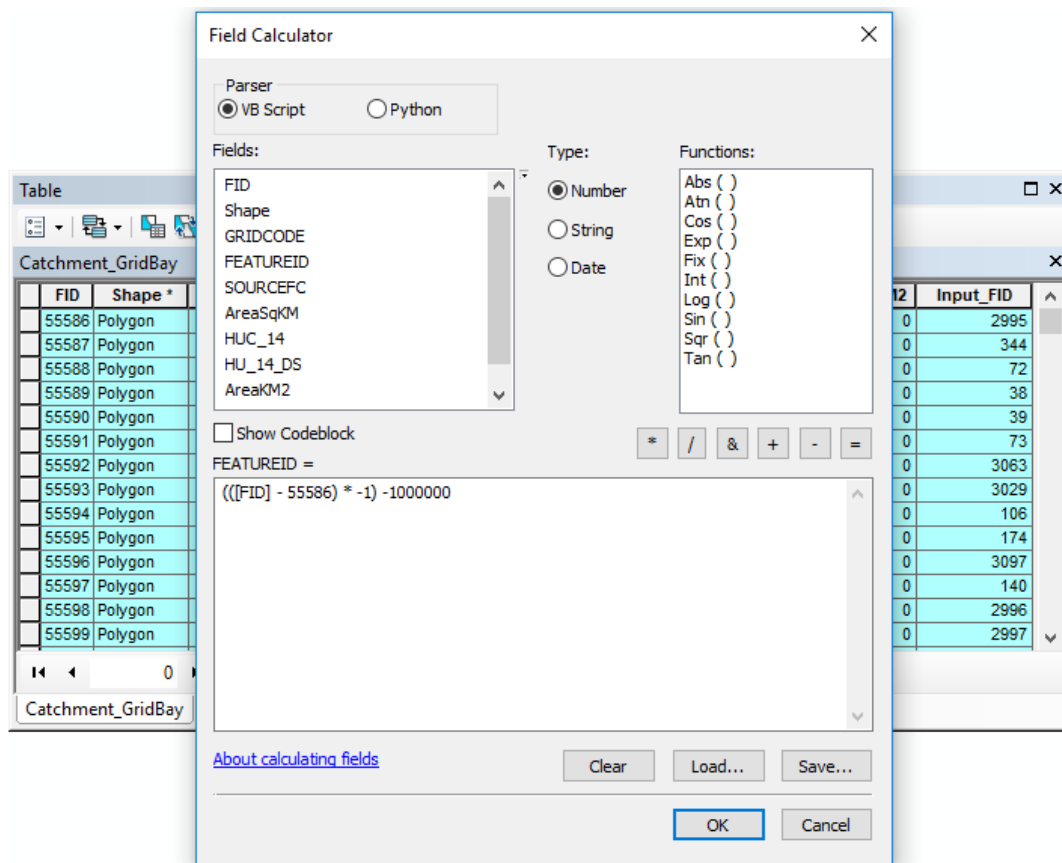 Field Calculator
Parser
VB Script
Python
Fields:
FID
Shape
GRIDCODE
FEATUREID
SOURCEFC
AreaSqKM
HUC_14
HU_14_DS
AreaKM2
Type:
Number
String
Date
Functions:
Abs ( )
Atn ( )
Cos ( )
Exp ( )
Fix ( )
Int ( )
Log ( )
Sin ( )
Sqr ( )
Tan ( )
Show Codeblock
* / & + - =
FEATUREID =
(([FID] - 55586) * -1) -1000000
About calculating fields
Clear
Load...
Save...
OK
Cancel
Table
Catchment_GridBay
FID Shape * 12 Input_FID
55586 Polygon 0 2995
55587 Polygon 0 344
55588 Polygon 0 72
55589 Polygon 0 38
55590 Polygon 0 39
55591 Polygon 0 73
55592 Polygon 0 3063
55593 Polygon 0 3029
55594 Polygon 0 106
55595 Polygon 0 174
55596 Polygon 0 3097
55597 Polygon 0 140
55598 Polygon 0 2996
55599 Polygon 0 2997
0
Catchment_GridBay